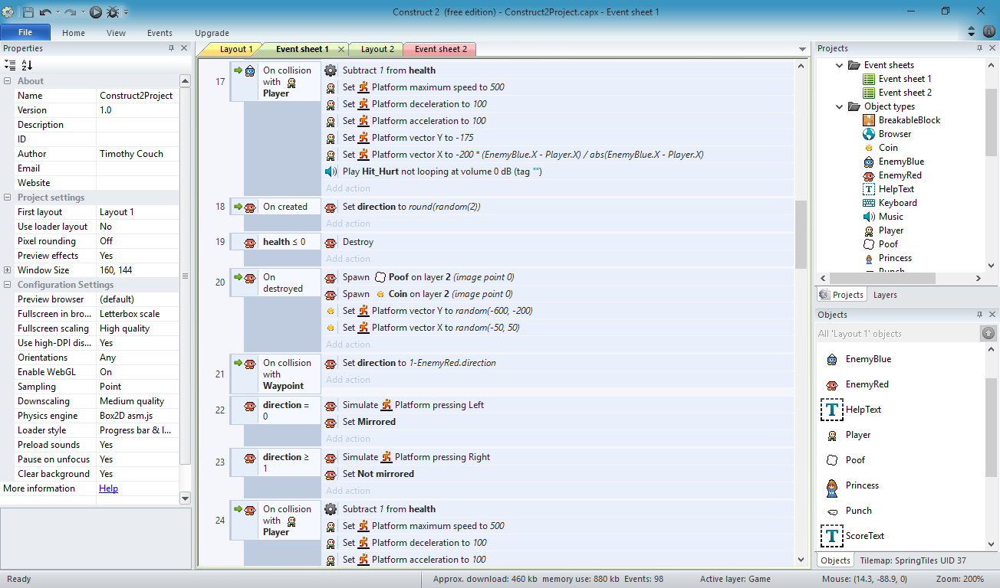 Construct 2 (free edition) - Construct2Project.capx - Event sheet 1
File Home View Events Upgrade
Properties
About
Name Construct2Project
Version 1.0
Description
ID
Author Timothy Couch
Email
Website
Project settings
First layout Layout 1
Use loader layout No
Pixel rounding Off
Preview effects Yes
Window Size 160, 144
Configuration Settings
Preview browser (default)
Fullscreen in bro... Letterbox scale
Fullscreen scaling High quality
Use high-DPI dis... Yes
Orientations Any
Enable WebGL On
Sampling Point
Downscaling Medium quality
Physics engine Box2D asm.js
Loader style Progress bar & l...
Preload sounds Yes
Pause on unfocus Yes
Clear background Yes
More information Help
Layout 1 Event sheet 1 Layout 2 Event sheet 2
17
On collision
with
Player
Subtract 1 from health
Set Platform maximum speed to 500
Set Platform deceleration to 100
Set Platform acceleration to 100
Set Platform vector Y to -175
Set Platform vector X to -200 * (EnemyBlue.X - Player.X) / abs(EnemyBlue.X - Player.X)
Play Hit_Hurt not looping at volume 0 dB (tag "")
Add action
18
On created
Set direction to round(random(2))
Add action
19
health ≤ 0
Destroy
Add action
20
On
destroyed
Spawn Poof on layer 2 (image point 0)
Spawn Coin on layer 2 (image point 0)
Set Platform vector Y to random(-600, -200)
Set Platform vector X to random(-50, 50)
Add action
21
On collision
with
Waypoint
Set direction to 1-EnemyRed.direction
Add action
22
direction =
0
Simulate Platform pressing Left
Set Mirrored
Add action
23
direction ≥
1
Simulate Platform pressing Right
Set Not mirrored
Add action
24
On collision
with
Player
Subtract 1 from health
Set Platform maximum speed to 500
Set Platform deceleration to 100
Set Platform acceleration to 100
Projects
Event sheets
Event sheet 1
Event sheet 2
Object types
BreakableBlock
Browser
Coin
EnemyBlue
EnemyRed
HelpText
Keyboard
Music
Player
Poof
Princess
Punch
Projects Layers
Objects
All 'Layout 1' objects
EnemyBlue
EnemyRed
HelpText
Player
Poof
Princess
Punch
ScoreText
Objects Tilemap: SpringTiles UID 37
Ready Approx. download: 460 kb memory use: 880 kb Events: 98 Active layer: Game Mouse: (14.3, -88.9, 0) Zoom: 200%